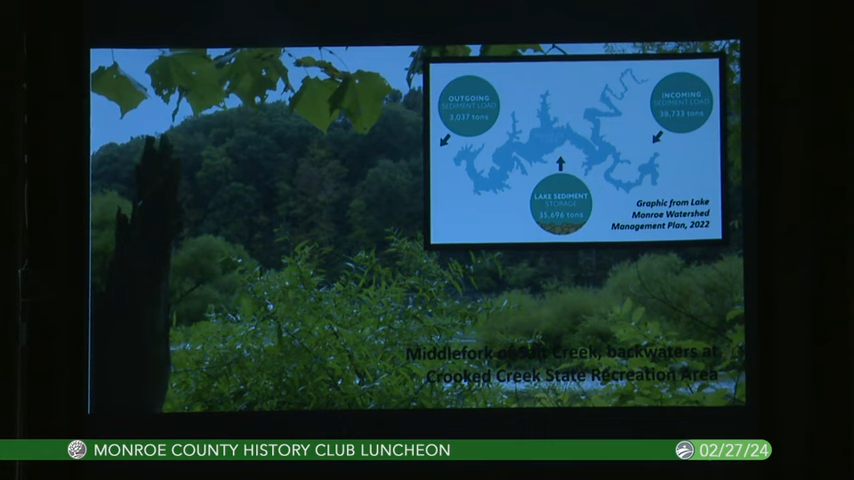 OUTGOING
SEDIMENT LOAD
3,037 tons
INCOMING
SEDIMENT LOAD
38,733 tons
LAKE SEDIMENT
STORAGE
35,696 tons
Graphic from Lake
Monroe Watershed
Management Plan, 2022
Middlefork of Salt Creek, backwaters at
Crooked Creek State Recreation Area
MONROE COUNTY HISTORY CLUB LUNCHEON
02/27/24